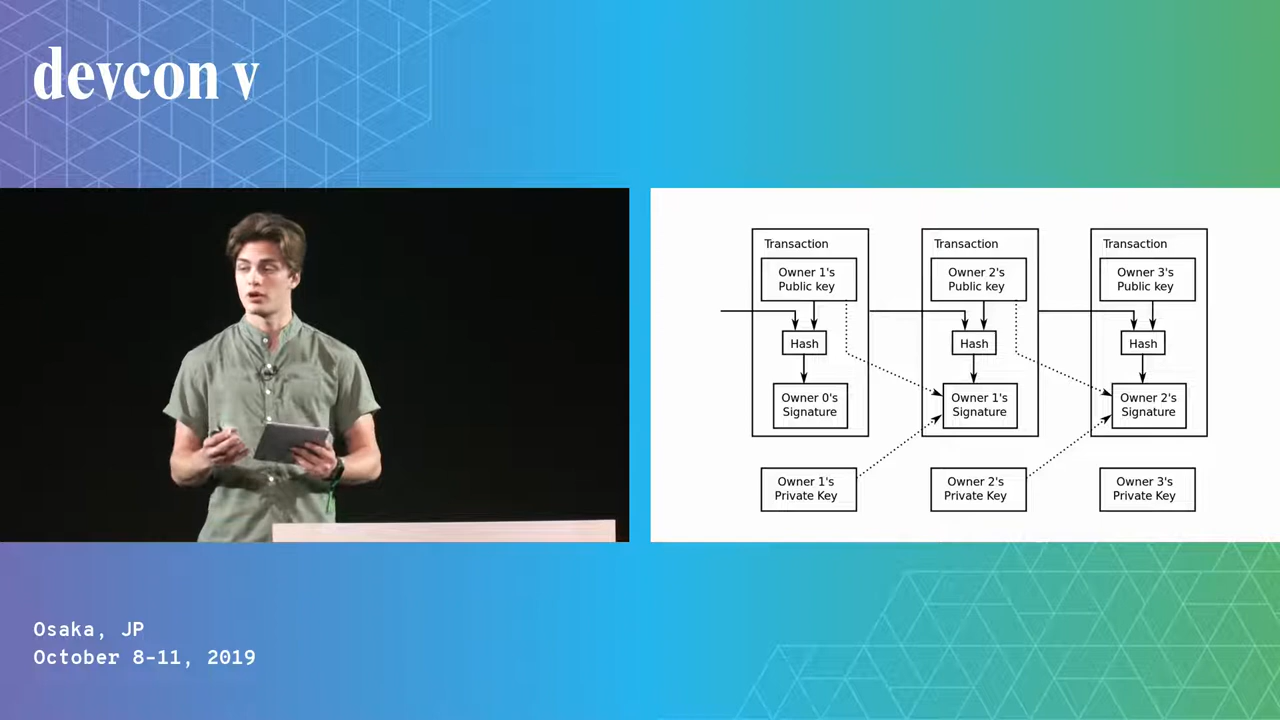 devcon v
Transaction
Owner 1's
Public key
Hash
Owner 0's
Signature
Owner 1's
Private Key
Transaction
Owner 2's
Public key
Hash
Owner 1's
Signature
Owner 2's
Private Key
Transaction
Owner 3's
Public key
Hash
Owner 2's
Signature
Owner 3's
Private Key
Osaka, JP
October 8-11, 2019